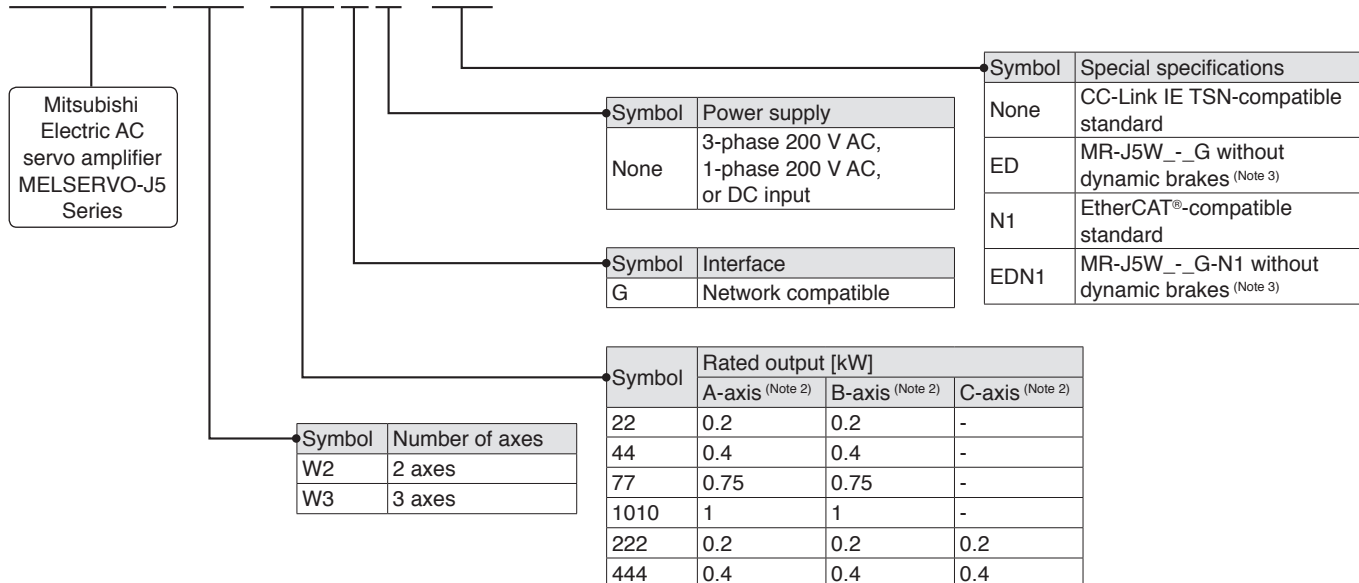 Mitsubishi
Electric AC
servo amplifier
MELSERVO-J5
Series
Symbol Special specifications
None CC-Link IE TSN-compatible
standard
ED MR-J5W_-_G without
dynamic brakes (Note 3)
N1 EtherCAT®-compatible
standard
EDN1 MR-J5W_-_G-N1 without
dynamic brakes (Note 3)
Symbol Power supply
None 3-phase 200 V AC,
1-phase 200 V AC,
or DC input
Symbol Interface
G Network compatible
Symbol Rated output [kW]
A-axis (Note 2) B-axis (Note 2) C-axis (Note 2)
22 0.2 0.2 -
44 0.4 0.4 -
77 0.75 0.75 -
1010 1 1 -
222 0.2 0.2 0.2
444 0.4 0.4 0.4
Symbol Number of axes
W2 2 axes
W3 3 axes